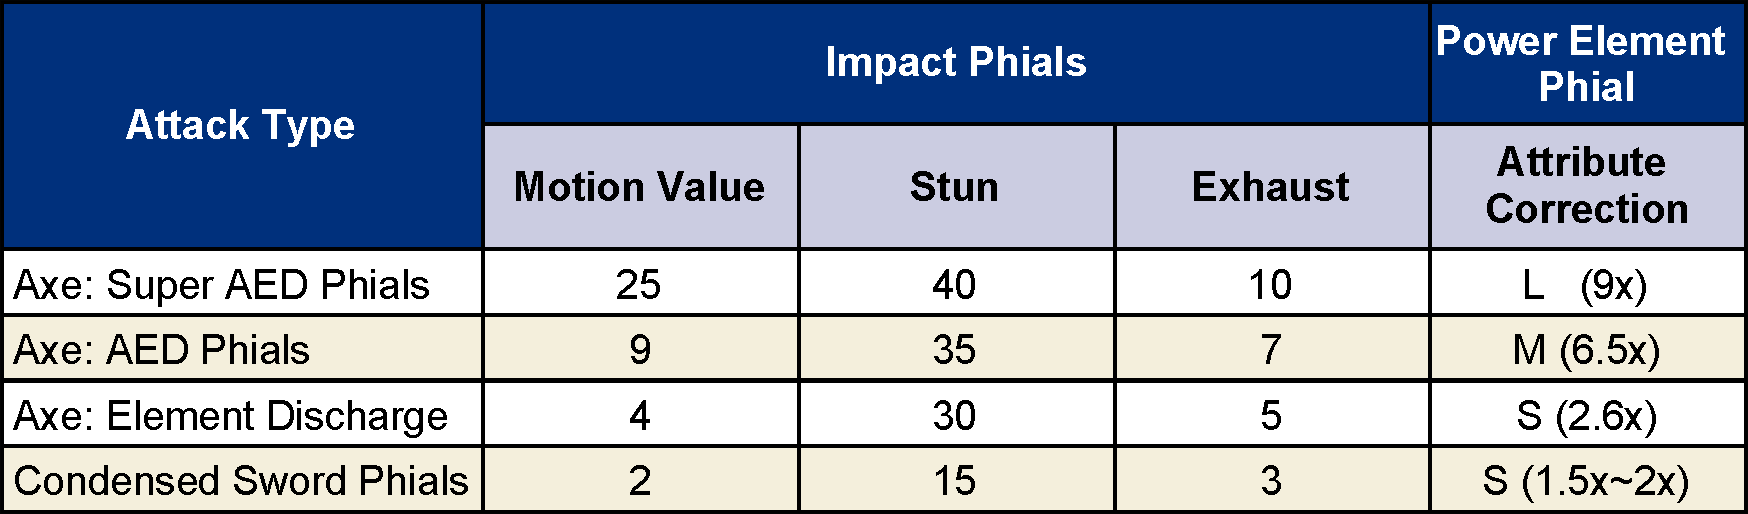 Attack Type
Impact Phials
Power Element
Phial
Motion Value
Stun
Exhaust
Attribute
Correction
Axe: Super AED Phials 25 40 10 L (9x)
Axe: AED Phials 9 35 7 M (6.5x)
Axe: Element Discharge 4 30 5 S (2.6x)
Condensed Sword Phials 2 15 3 S (1.5x~2x)